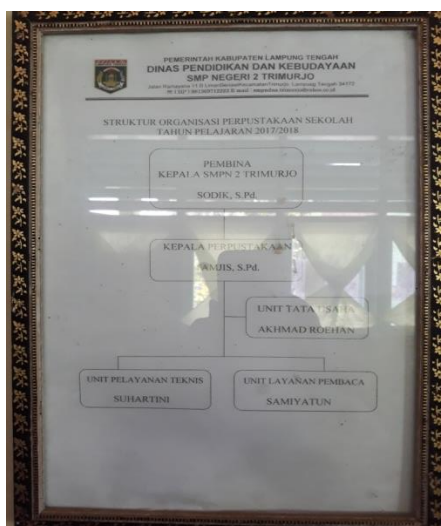 PEMERINTAH KABUPATEN LAMPUNG TENGAH
DINAS PENDIDIKAN DAN KEBUDAYAAN
SMP NEGERI 2 TRIMURJO
STRUKTUR ORGANISASI PERPUSTAKAAN SEKOLAH
TAHUN PELAJARAN 2017/2018
PEMBINA
KEPALA SMPN 2 TRIMURJO
SODIK, S.Pd.
KEPALA PERPUSTAKAAN
S.Pd.
UNIT TATA USAHA
AKHMAD ROEHAN
UNIT PELAYANAN TEKNIS
SUHARTINI
UNIT LAYANAN PEMBACA
SAMIYATUN